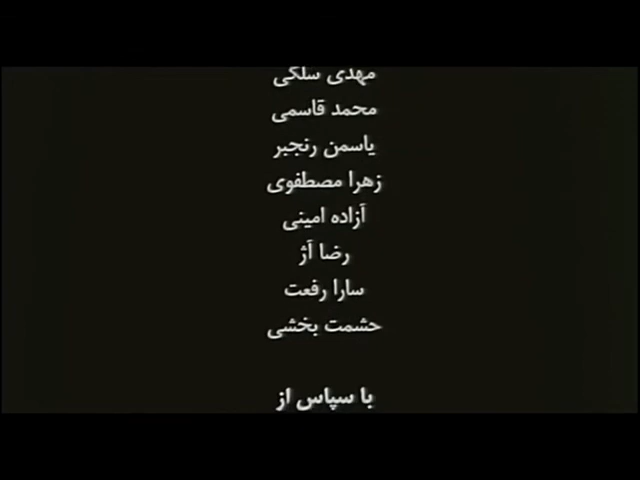 مهدی سلکی
محمد قاسمی
یاسمن رنجبر
زهرا مصطفوی
آزاده امینی
رضا آژ
سارا رفعت
حشمت بخشی
با سپاس از